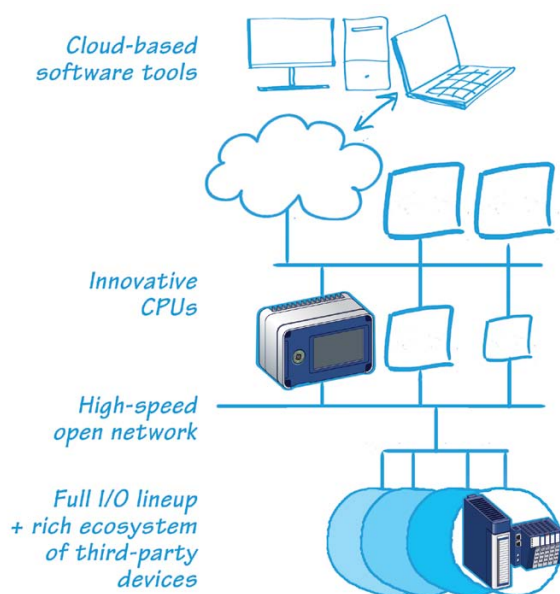 Cloud-based
software tools
Innovative
CPUs
High-speed
open network
Full I/O lineup
+ rich ecosystem
of third-party
devices